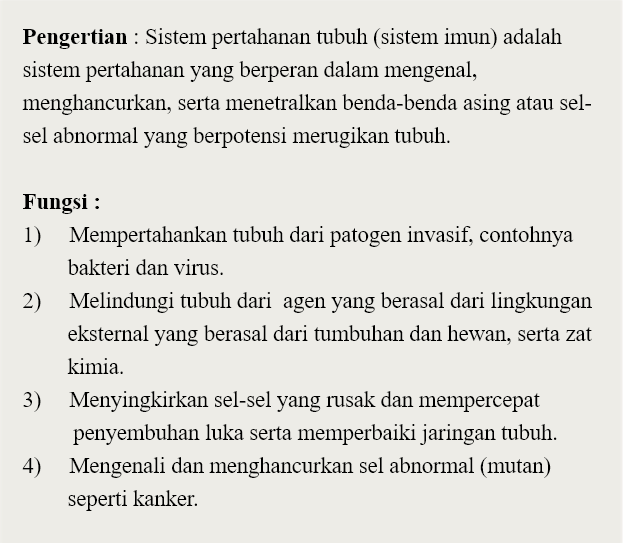 Pengertian : Sistem pertahanan tubuh (sistem imun) adalah
sistem pertahanan yang berperan dalam mengenal,
menghancurkan, serta menetralkan benda-benda asing atau sel-
sel abnormal yang berpotensi merugikan tubuh.
Fungsi :
1) Mempertahankan tubuh dari patogen invasif, contohnya
bakteri dan virus.
2) Melindungi tubuh dari agen yang berasal dari lingkungan
eksternal yang berasal dari tumbuhan dan hewan, serta zat
kimia.
3) Menyingkirkan sel-sel yang rusak dan mempercepat
penyembuhan luka serta memperbaiki jaringan tubuh.
4) Mengenali dan menghancurkan sel abnormal (mutan)
seperti kanker.